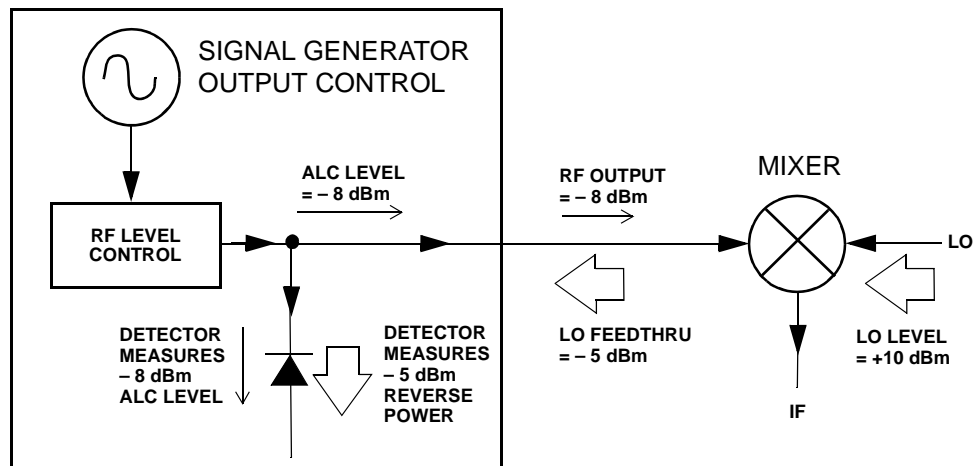 SIGNAL GENERATOR
OUTPUT CONTROL
ALC LEVEL
= – 8 dBm
RF OUTPUT
= – 8 dBm
MIXER
RF LEVEL
CONTROL
LO
DETECTOR
MEASURES
– 8 dBm
ALC LEVEL
DETECTOR
MEASURES
– 5 dBm
REVERSE
POWER
LO FEEDTHRU
= – 5 dBm
LO LEVEL
= +10 dBm
IF